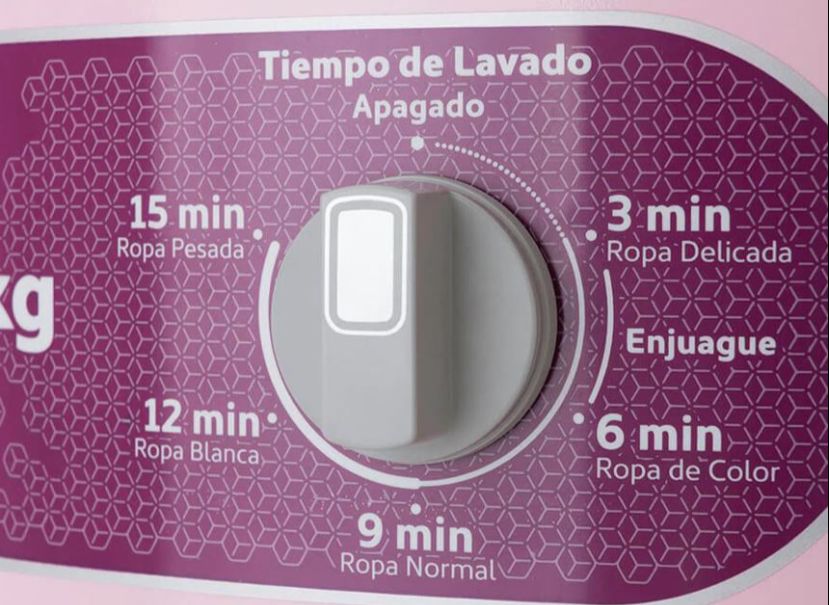 Tiempo de Lavado
Apagado
15 min
Ropa Pesada
3 min
Ropa Delicada
kg
Enjuague
12 min
Ropa Blanca
6 min
Ropa de Color
9 min
Ropa Normal